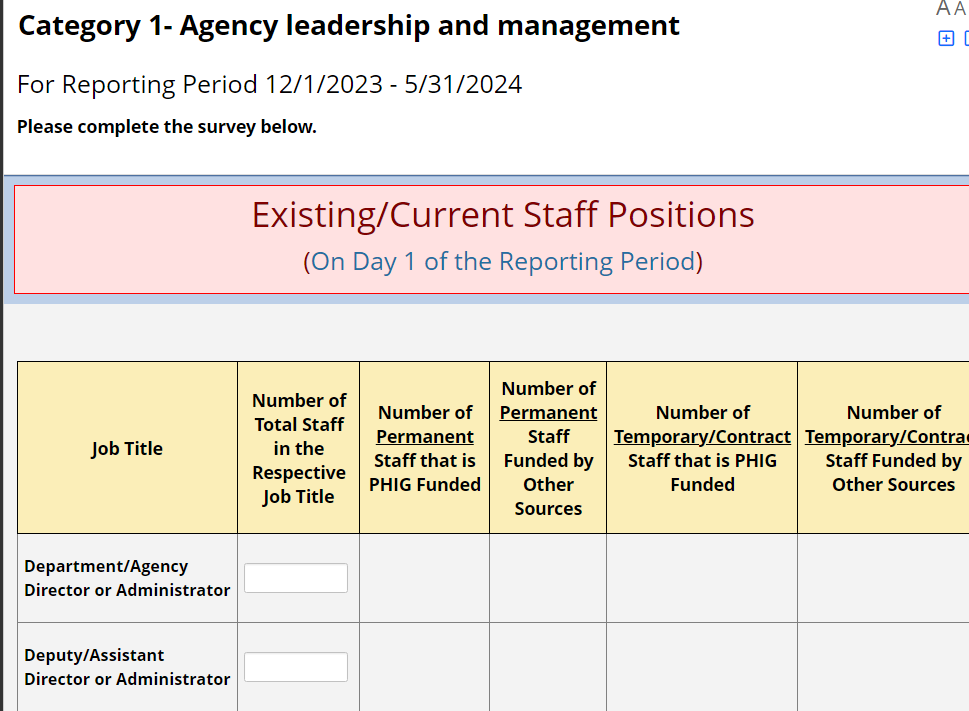 Category 1- Agency leadership and management
A A
For Reporting Period 12/1/2023 - 5/31/2024
Please complete the survey below.
Existing/Current Staff Positions
(On Day 1 of the Reporting Period)
Job Title
Number of
Total Staff
in the
Respective
Job Title
Number of
Permanent
Staff that is
PHIG Funded
Number of
Permanent
Staff
Funded by
Other
Sources
Number of
Temporary/Contract
Staff that is PHIG
Funded
Number of
Temporary/Contrac
Staff Funded by
Other Sources
Department/Agency
Director or Administrator
Deputy/Assistant
Director or Administrator